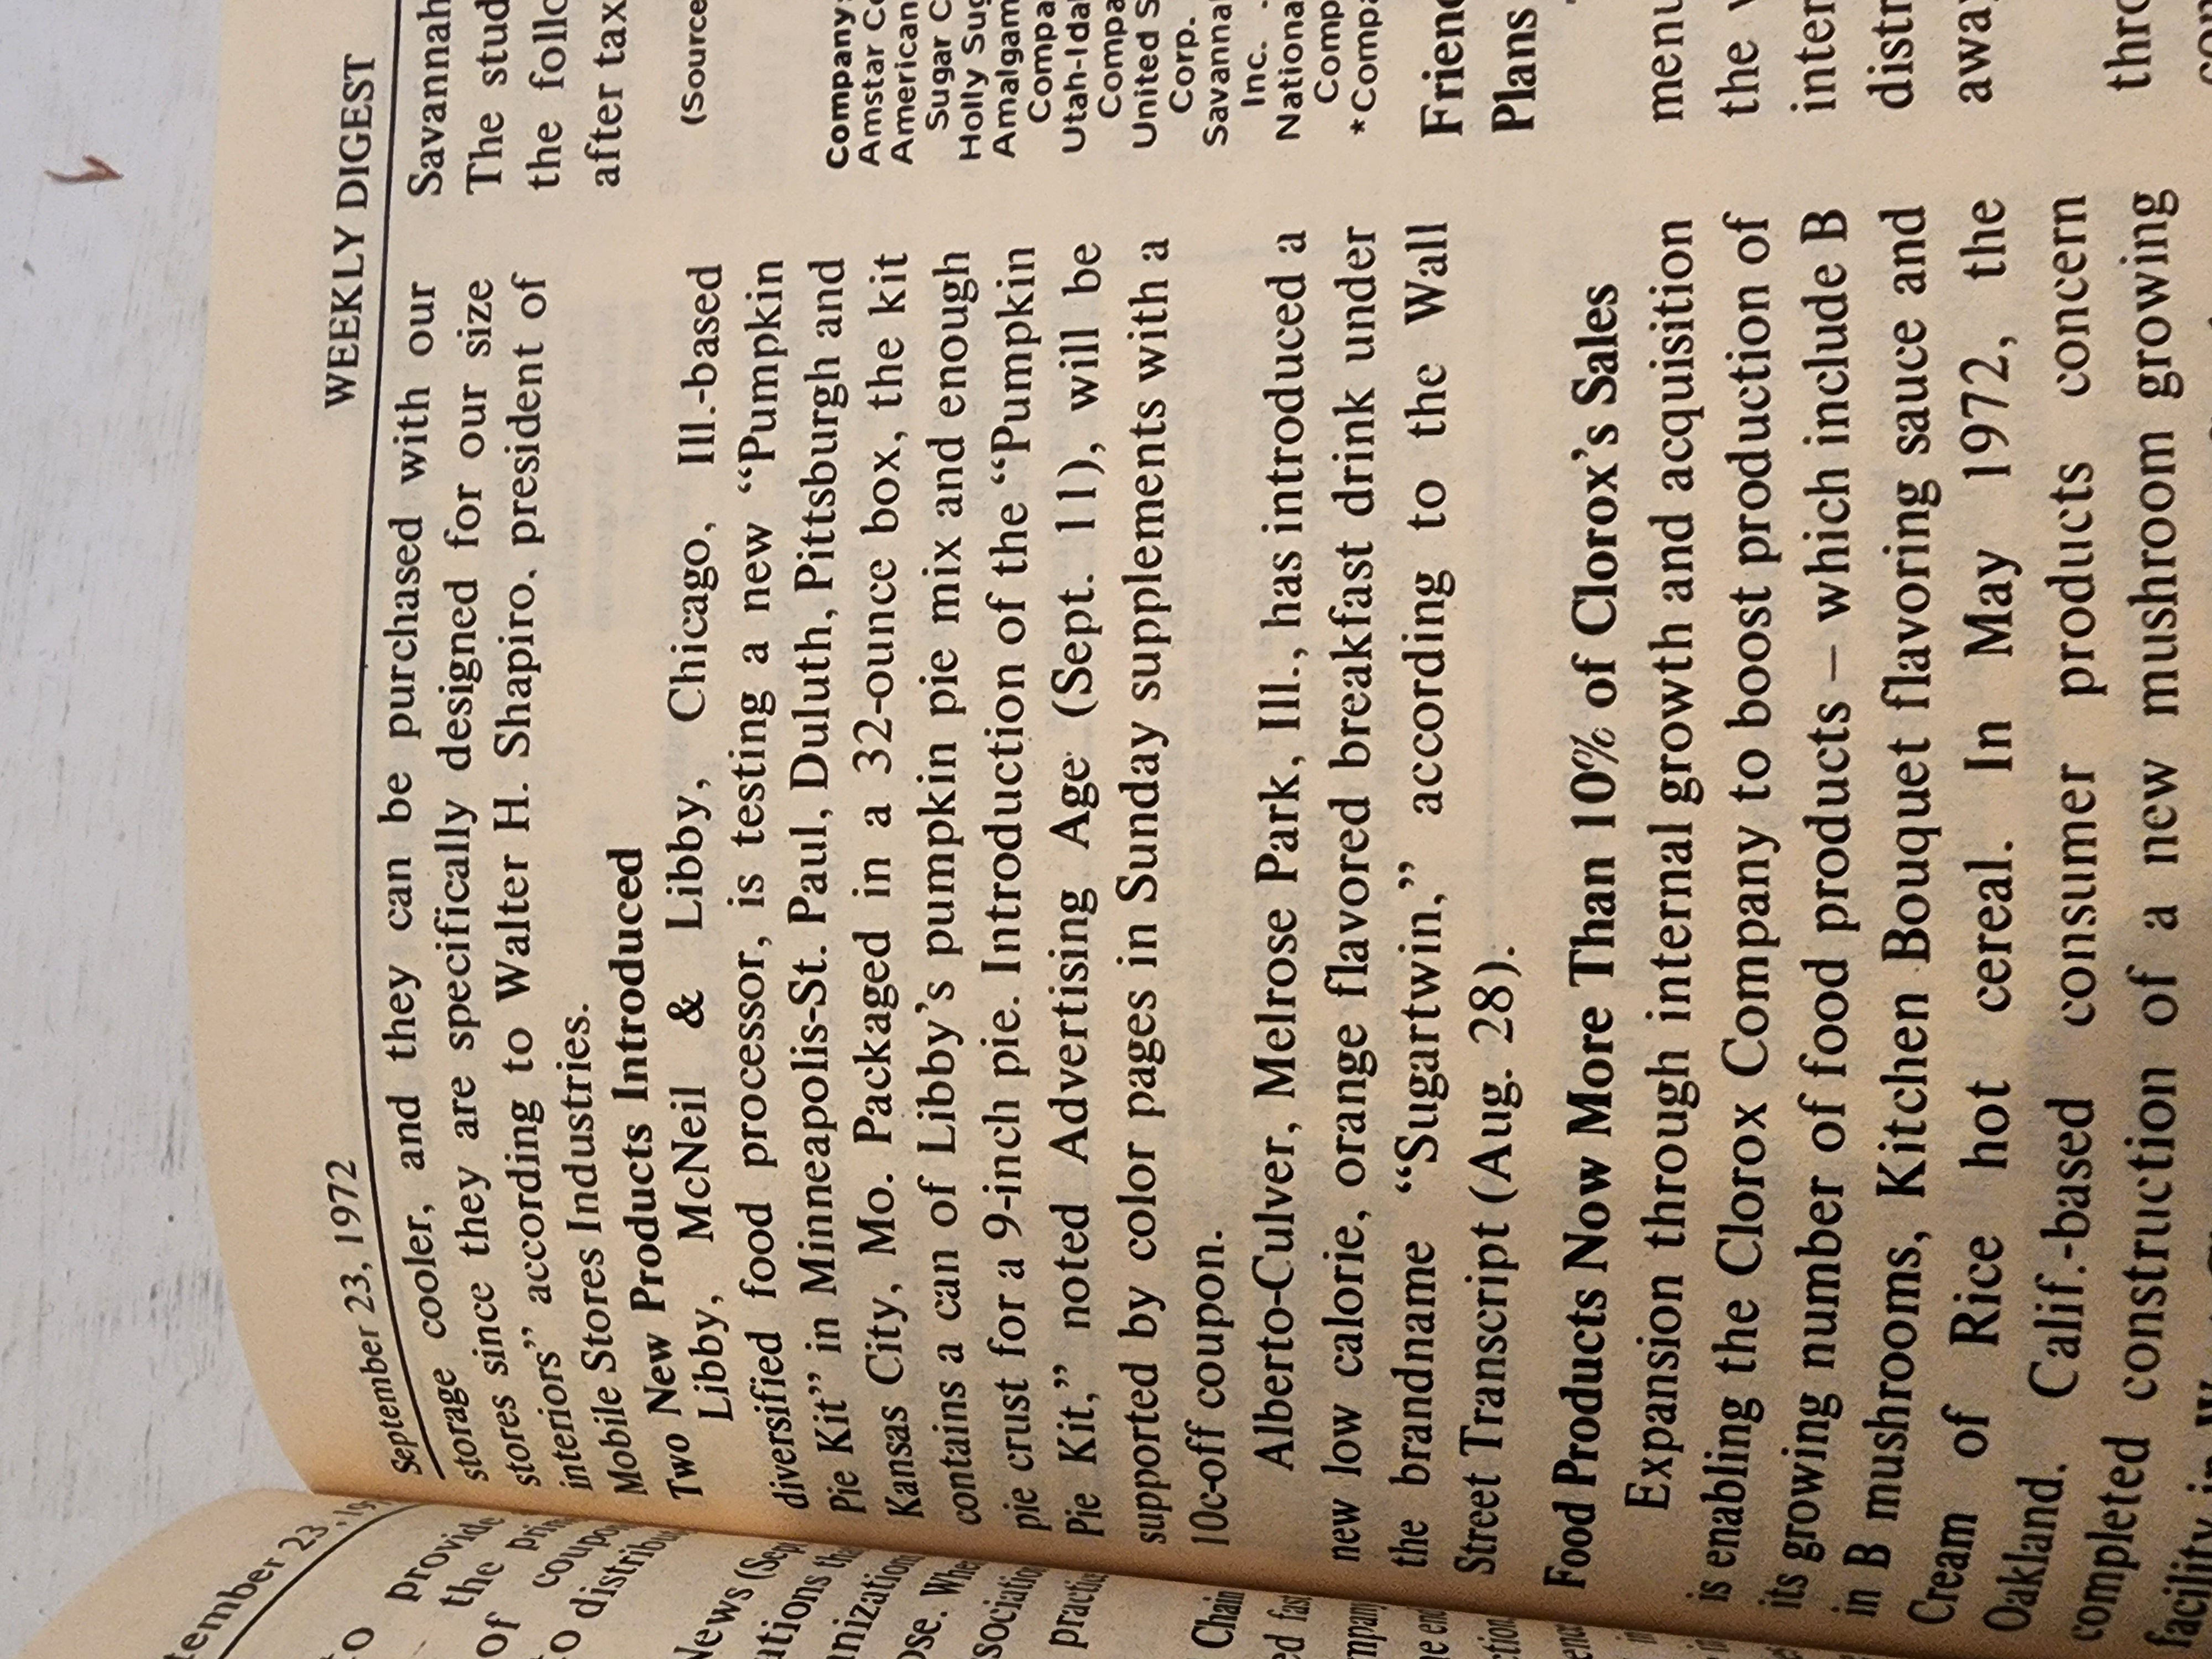 September 23, 1972
WEEKLY DIGEST
storage cooler, and they can be purchased with our
stores since they are specifically designed for our size
interiors” according to Walter H. Shapiro, president of
Mobile Stores Industries.
Two New Products Introduced
Libby, McNeil & Libby, Chicago, Ill.-based
diversified food processor, is testing a new “Pumpkin
Pie Kit” in Minneapolis-St. Paul, Duluth, Pittsburgh and
Kansas City, Mo. Packaged in a 32-ounce box, the kit
contains a can of Libby’s pumpkin pie mix and enough
pie crust for a 9-inch pie. Introduction of the “Pumpkin
Pie Kit,” noted Advertising Age (Sept. 11), will be
supported by color pages in Sunday supplements with a
10c-off coupon.
Alberto-Culver, Melrose Park, Ill., has introduced a
new low calorie, orange flavored breakfast drink under
the brandname “Sugartwin,” according to the Wall
Street Transcript (Aug. 28).
Food Products Now More Than 10% of Clorox’s Sales
Expansion through internal growth and acquisition
is enabling the Clorox Company to boost production of
its growing number of food products – which include B
in B mushrooms, Kitchen Bouquet flavoring sauce and
Cream of Rice hot cereal. In May 1972, the
Oakland, Calif.-based consumer products concern
completed construction of a new mushroom growing
facility in
Savannah
The stud
the follo
after tax
(Source
Company
Amstar Co
American
Sugar C
Holly Sug
Amalgam
Compa
Utah-Idah
Compa
United S
Corp.
Savannah
Inc.
National
Comp
*Compa
Friend
Plans
menu
the
inter
distr
away
thro